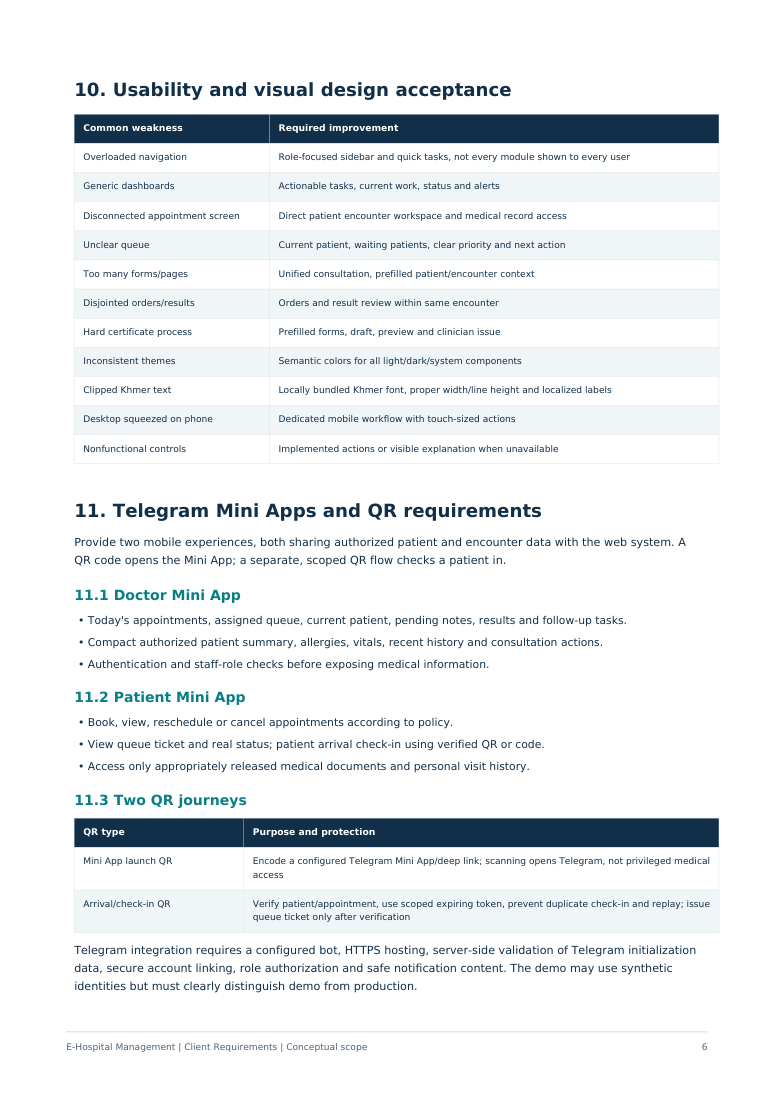 10. Usability and visual design acceptance
Common weakness Required improvement
Overloaded navigation Role-focused sidebar and quick tasks, not every module shown to every user
Generic dashboards Actionable tasks, current work, status and alerts
Disconnected appointment screen Direct patient encounter workspace and medical record access
Unclear queue Current patient, waiting patients, clear priority and next action
Too many forms/pages Unified consultation, prefilled patient/encounter context
Disjointed orders/results Orders and result review within same encounter
Hard certificate process Prefilled forms, draft, preview and clinician issue
Inconsistent themes Semantic colors for all light/dark/system components
Clipped Khmer text Locally bundled Khmer font, proper width/line height and localized labels
Desktop squeezed on phone Dedicated mobile workflow with touch-sized actions
Nonfunctional controls Implemented actions or visible explanation when unavailable
11. Telegram Mini Apps and QR requirements
Provide two mobile experiences, both sharing authorized patient and encounter data with the web system. A
QR code opens the Mini App; a separate, scoped QR flow checks a patient in.
11.1 Doctor Mini App
• Today's appointments, assigned queue, current patient, pending notes, results and follow-up tasks.
• Compact authorized patient summary, allergies, vitals, recent history and consultation actions.
• Authentication and staff-role checks before exposing medical information.
11.2 Patient Mini App
• Book, view, reschedule or cancel appointments according to policy.
• View queue ticket and real status; patient arrival check-in using verified QR or code.
• Access only appropriately released medical documents and personal visit history.
11.3 Two QR journeys
QR type Purpose and protection
Mini App launch QR Encode a configured Telegram Mini App/deep link; scanning opens Telegram, not privileged medical
access
Arrival/check-in QR Verify patient/appointment, use scoped expiring token, prevent duplicate check-in and replay; issue
queue ticket only after verification
Telegram integration requires a configured bot, HTTPS hosting, server-side validation of Telegram initialization
data, secure account linking, role authorization and safe notification content. The demo may use synthetic
identities but must clearly distinguish demo from production.
E-Hospital Management | Client Requirements | Conceptual scope 6